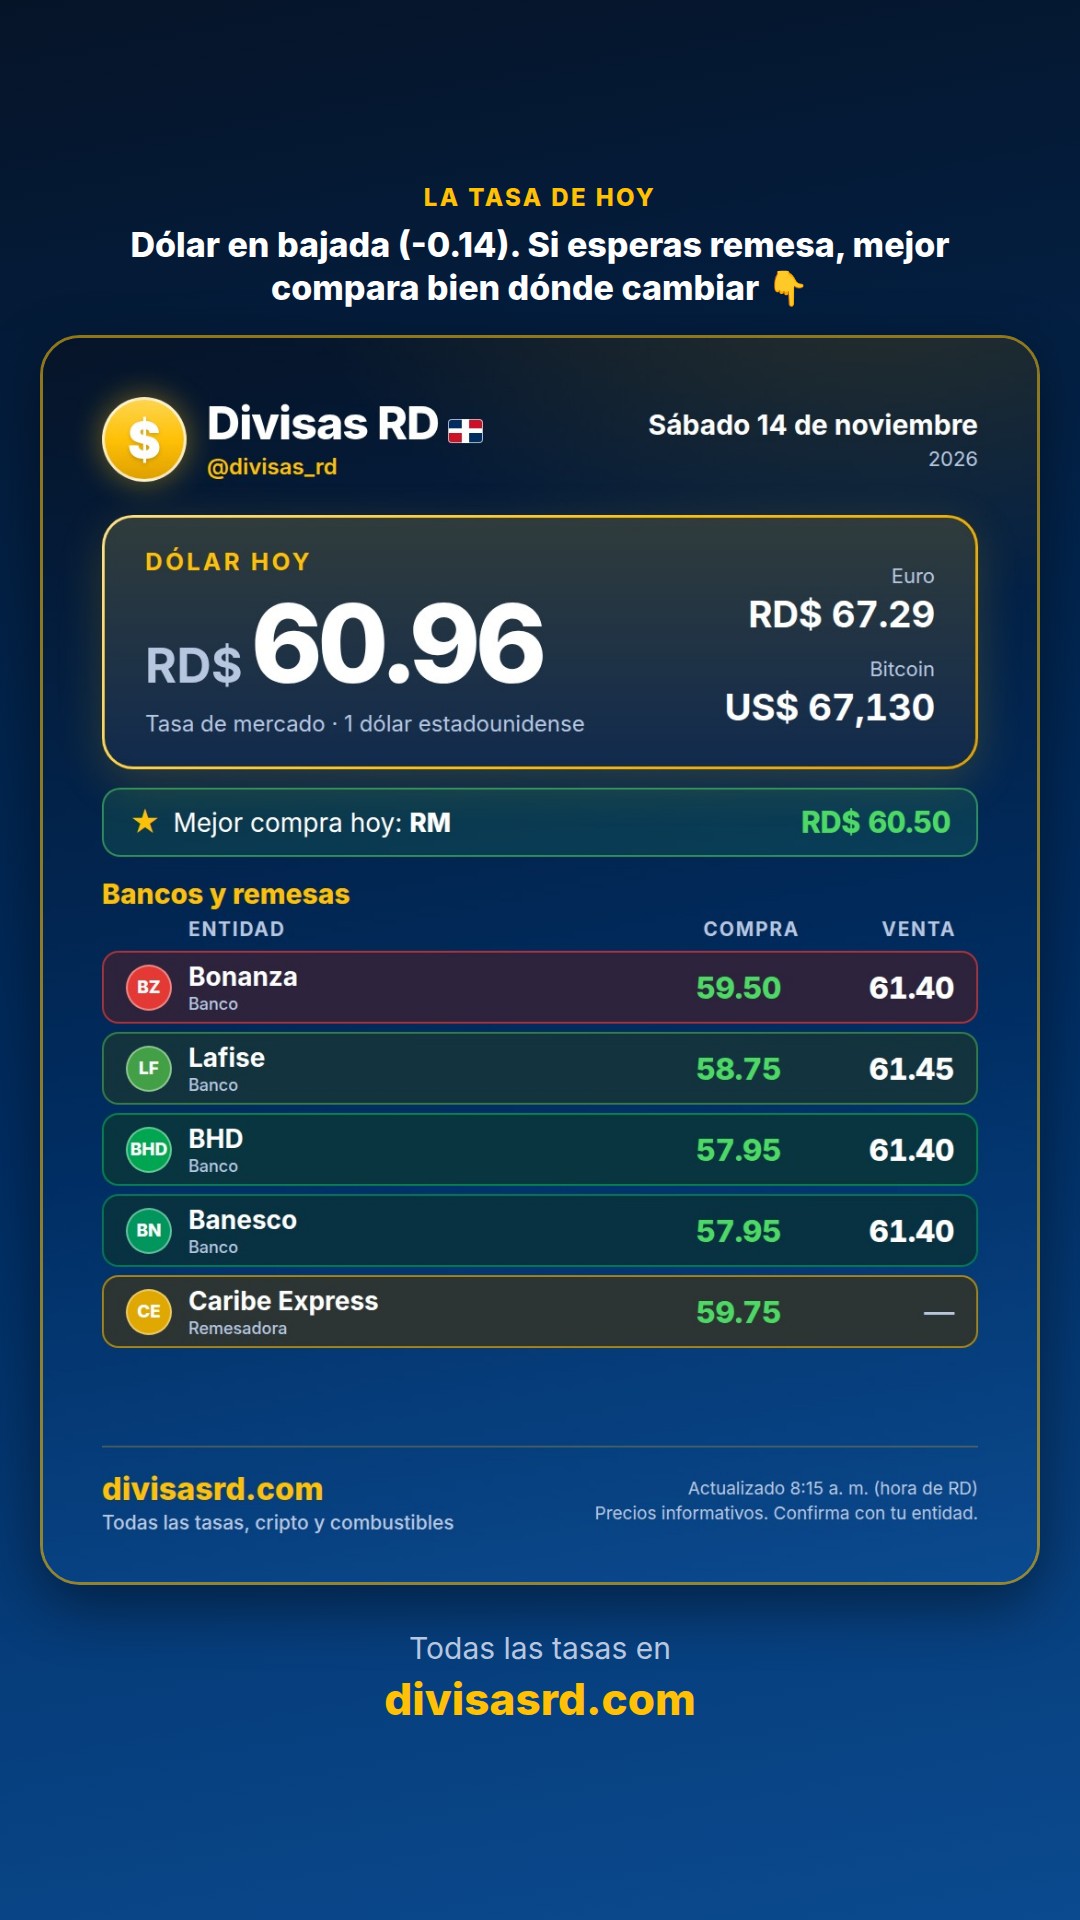 LA TASA DE HOY
Dólar en bajada (-0.14). Si esperas remesa, mejor
compara bien dónde cambiar 👇
$
Divisas RD 🇩🇴
@divisas_rd
Sábado 14 de noviembre
2026
DÓLAR HOY
RD$ 60.96
Tasa de mercado · 1 dólar estadounidense
Euro
RD$ 67.29
Bitcoin
US$ 67,130
★ Mejor compra hoy: RM RD$ 60.50
Bancos y remesas
ENTIDAD COMPRA VENTA
BZ Bonanza 59.50 61.40
Banco
LF Lafise 58.75 61.45
Banco
BHD BHD 57.95 61.40
Banco
BN Banesco 57.95 61.40
Banco
CE Caribe Express 59.75 —
Remesadora
divisasrd.com
Todas las tasas, cripto y combustibles
Actualizado 8:15 a. m. (hora de RD)
Precios informativos. Confirma con tu entidad.
Todas las tasas en
divisasrd.com